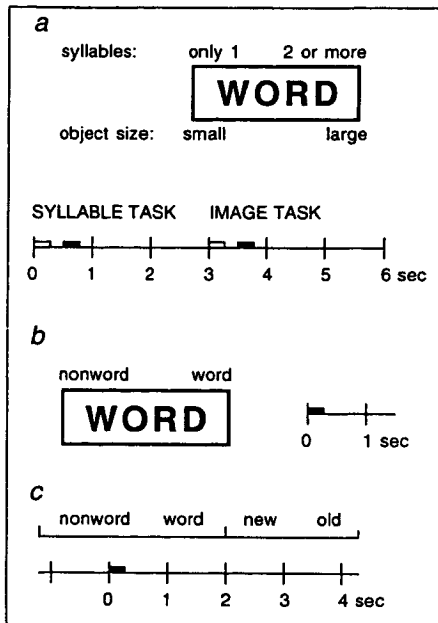 a
syllables: only 1 2 or more
WORD
object size: small large
SYLLABLE TASK IMAGE TASK
0 1 2 3 4 5 6 sec
b
nonword word
WORD
0 1 sec
c
nonword word new old
0 1 2 3 4 sec